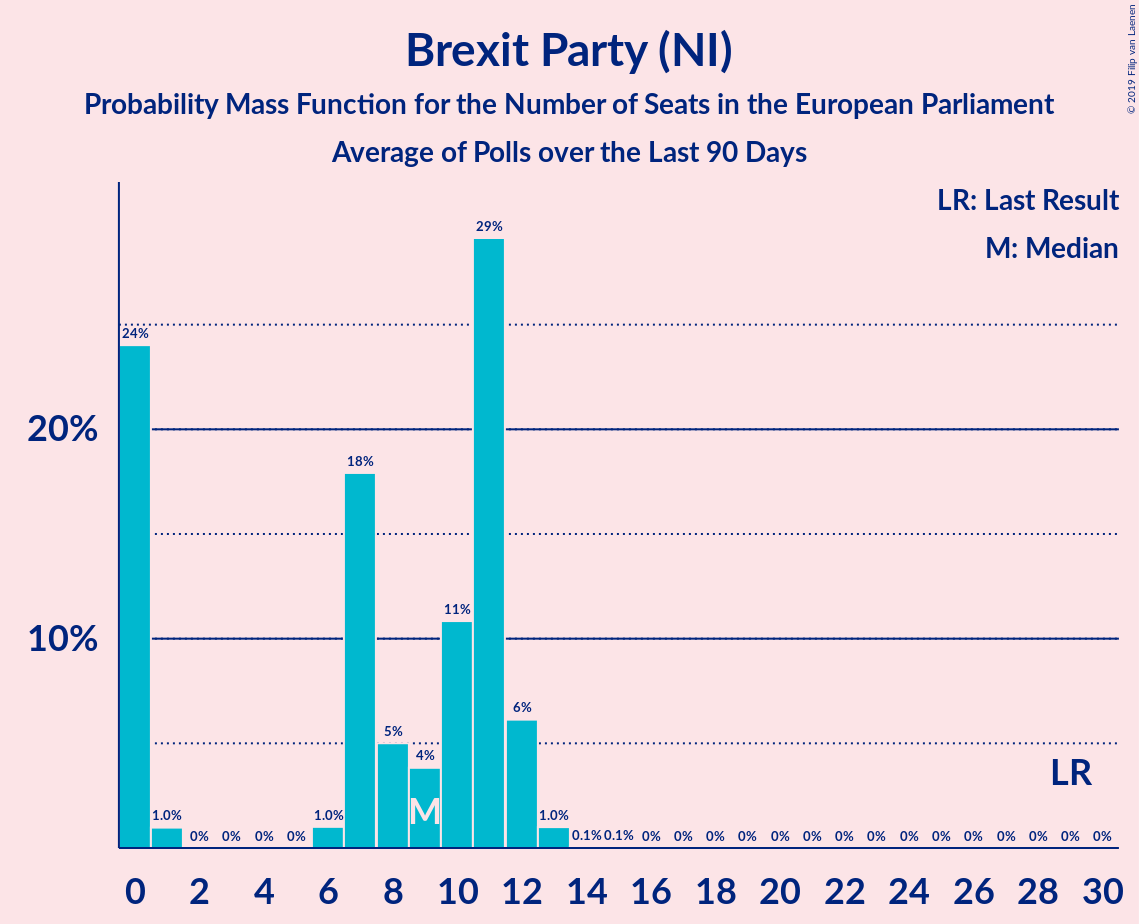 Brexit Party (NI)
Probability Mass Function for the Number of Seats in the European Parliament
Average of Polls over the Last 90 Days
© 2019 Filip van Laenen
LR: Last Result
M: Median
29%
24%
20%
18%
11%
10%
6%
5%
4%
LR
M
1.0% 0% 0% 0% 0% 1.0% 1.0% 0.1% 0.1% 0% 0% 0% 0% 0% 0% 0% 0% 0% 0% 0% 0% 0% 0% 0%
0 2 4 6 8 10 12 14 16 18 20 22 24 26 28 30